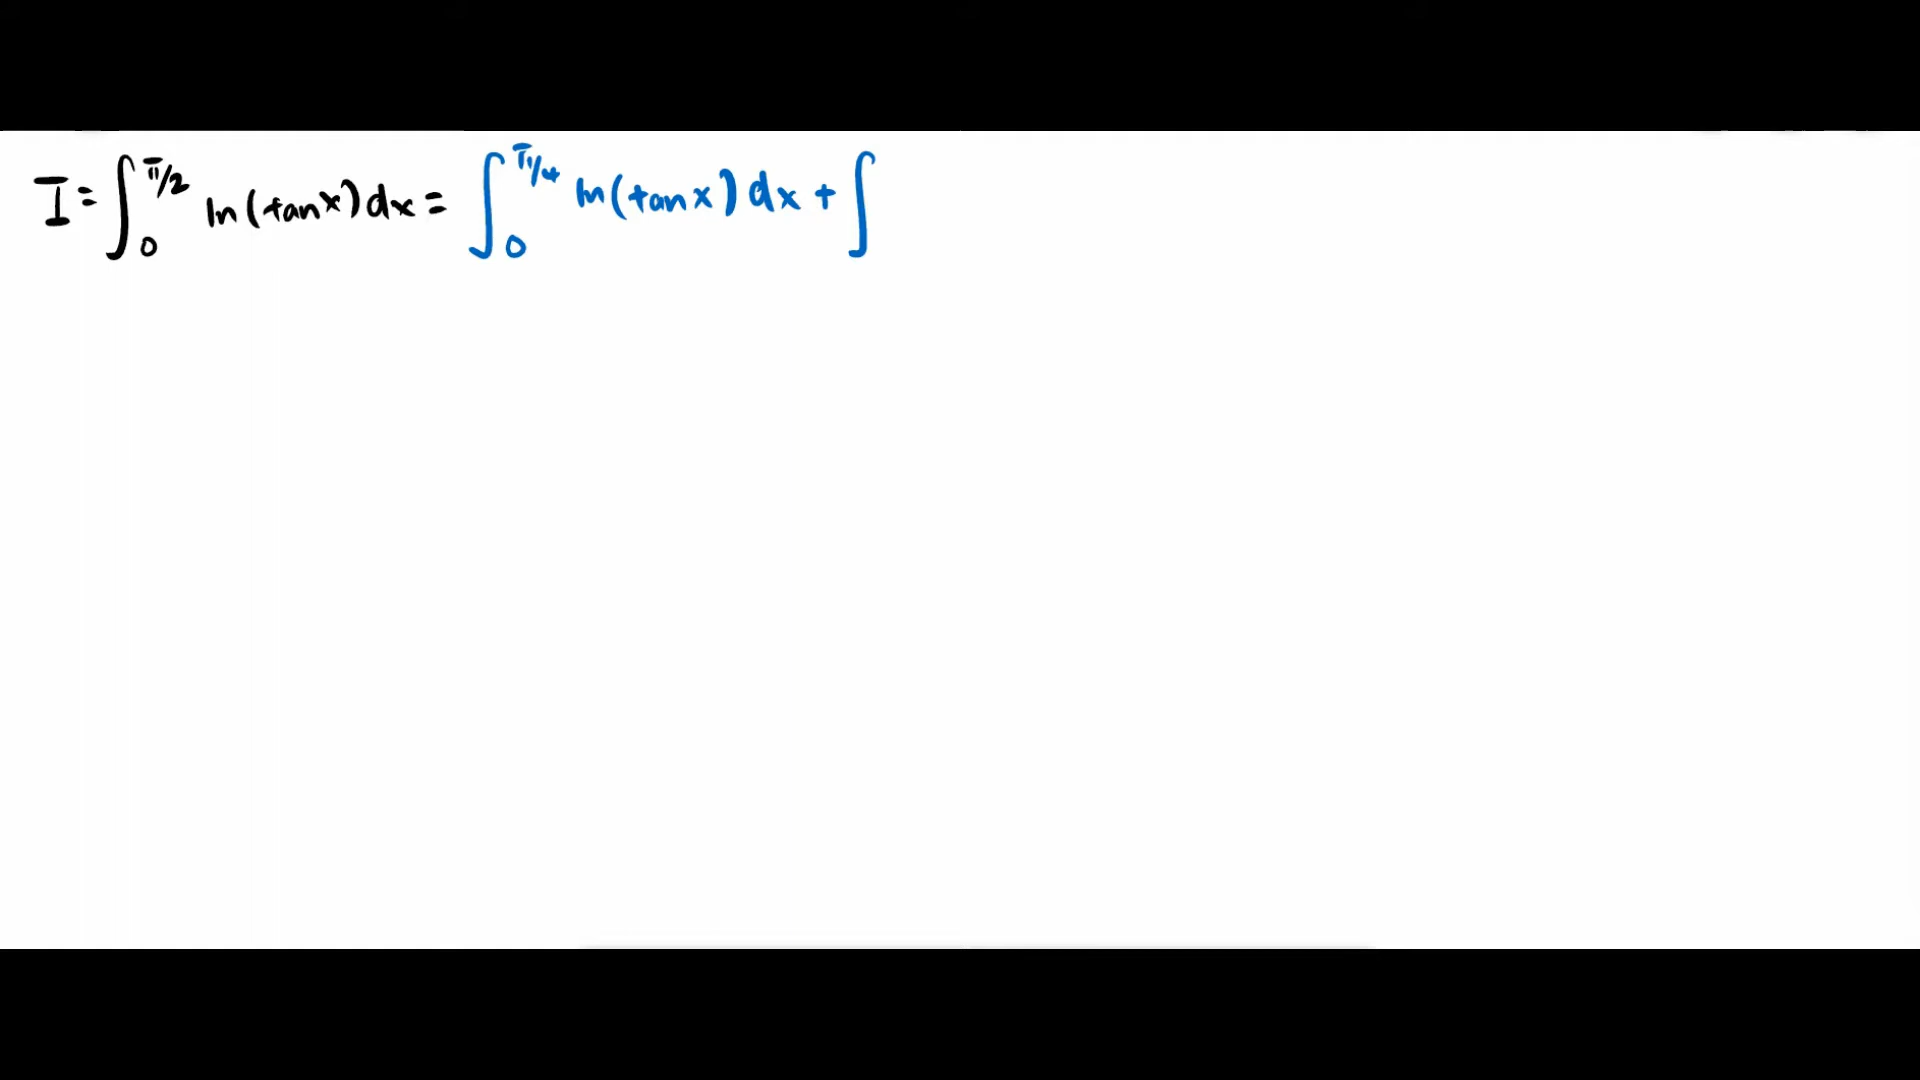 I = ∫₀^{π/2} ln(tanx)dx = ∫₀^{π/4} ln(tanx) dx + ∫